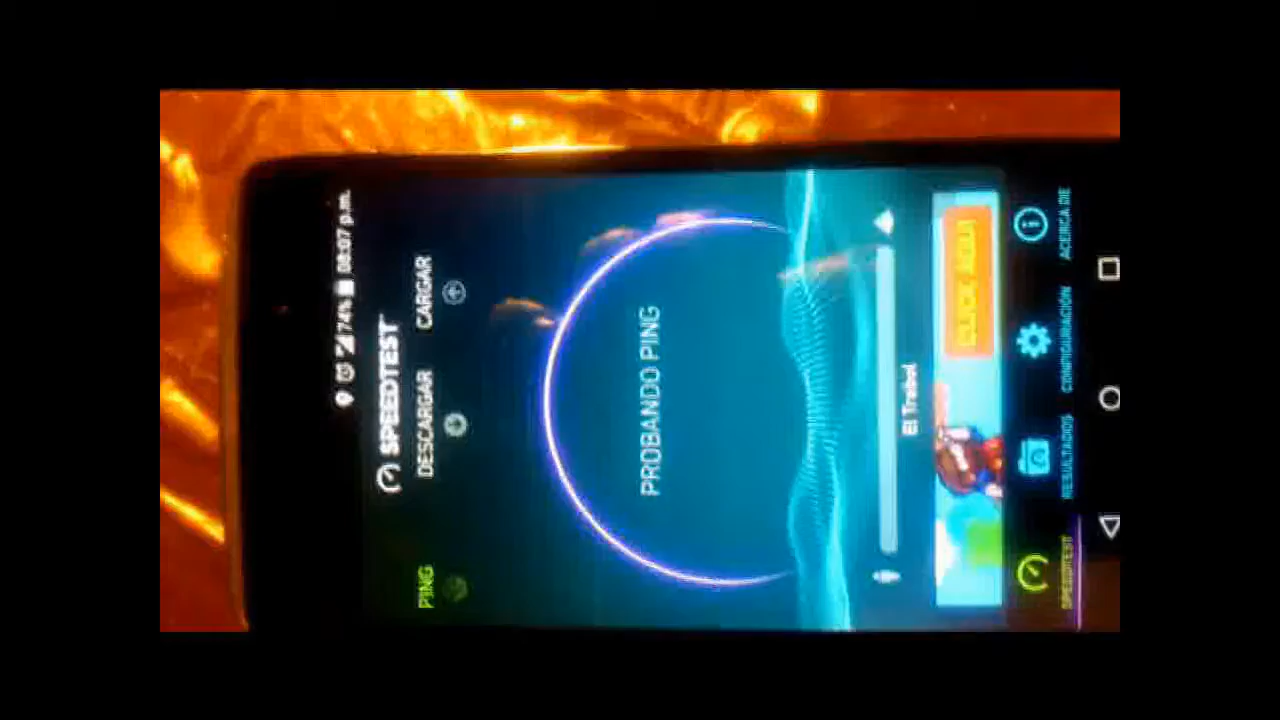 74% 08:07 p.m.
SPEEDTEST
PING DESCARGAR CARGAR
PROBANDO PING
El Trebol
CLICK AQUI
SPEEDTEST RESULTADOS CONFIGURACIÓN ACERCA DE